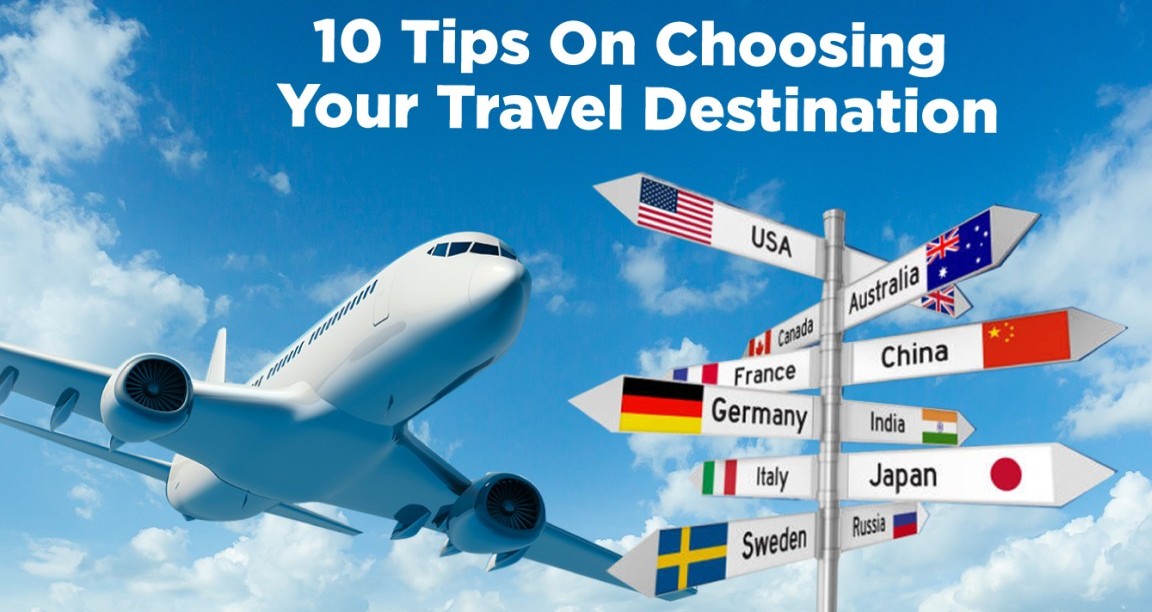 10 Tips On Choosing
Your Travel Destination
USA
Australia
Canada
China
France
Germany
India
Italy
Japan
Russia
Sweden